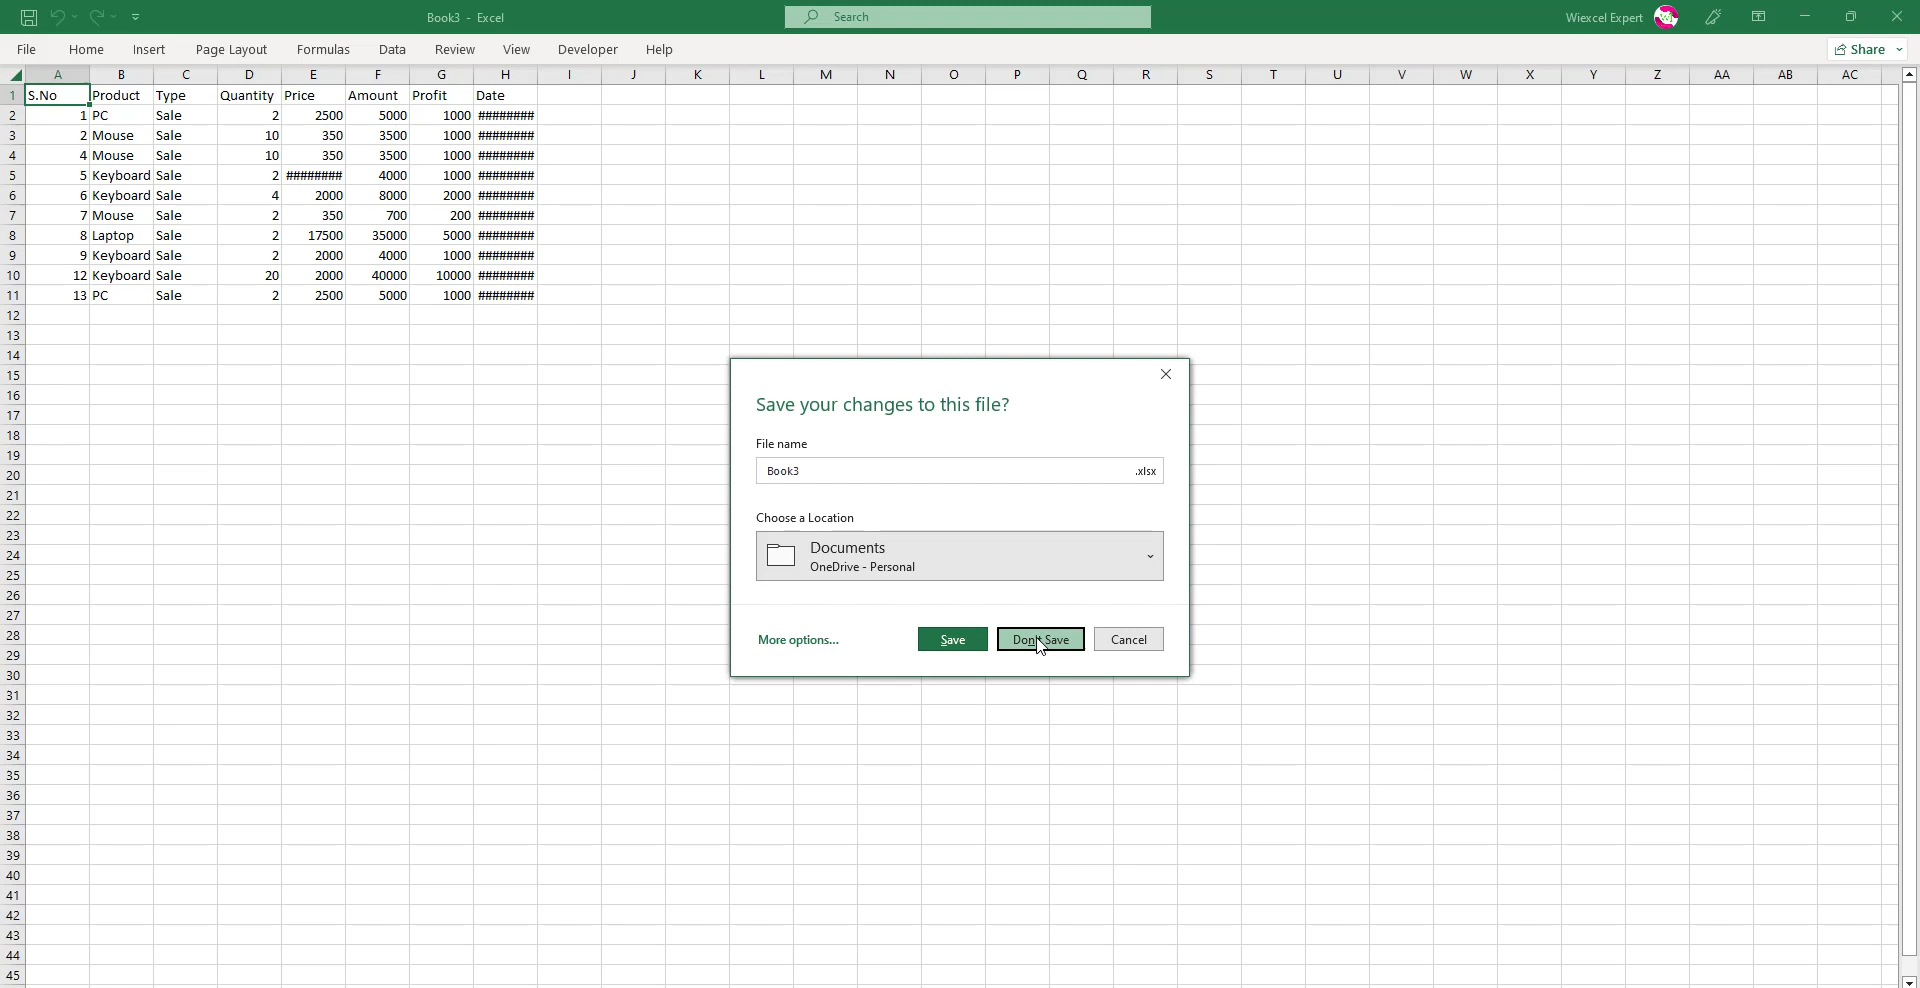 Book3 - Excel
Search
Wiexcel Expert
File Home Insert Page Layout Formulas Data Review View Developer Help
Share
A B C D E F G H I J K L M N O P Q R S T U V W X Y Z AA AB AC
1 S.No Product Type Quantity Price Amount Profit Date
2 1 PC Sale 2 2500 5000 1000 ########
3 2 Mouse Sale 10 350 3500 1000 ########
4 4 Mouse Sale 10 350 3500 1000 ########
5 5 Keyboard Sale 2 ######## 4000 1000 ########
6 6 Keyboard Sale 4 2000 8000 2000 ########
7 7 Mouse Sale 2 350 700 200 ########
8 8 Laptop Sale 2 17500 35000 5000 ########
9 9 Keyboard Sale 2 2000 4000 1000 ########
10 12 Keyboard Sale 20 2000 40000 10000 ########
11 13 PC Sale 2 2500 5000 1000 ########
12
13
14
15
16
17
18
19
20
21
22
23
24
25
26
27
28
29
30
31
32
33
34
35
36
37
38
39
40
41
42
43
44
45
Save your changes to this file?
File name
Book3 .xlsx
Choose a Location
Documents
OneDrive - Personal
More options... Save Don't Save Cancel